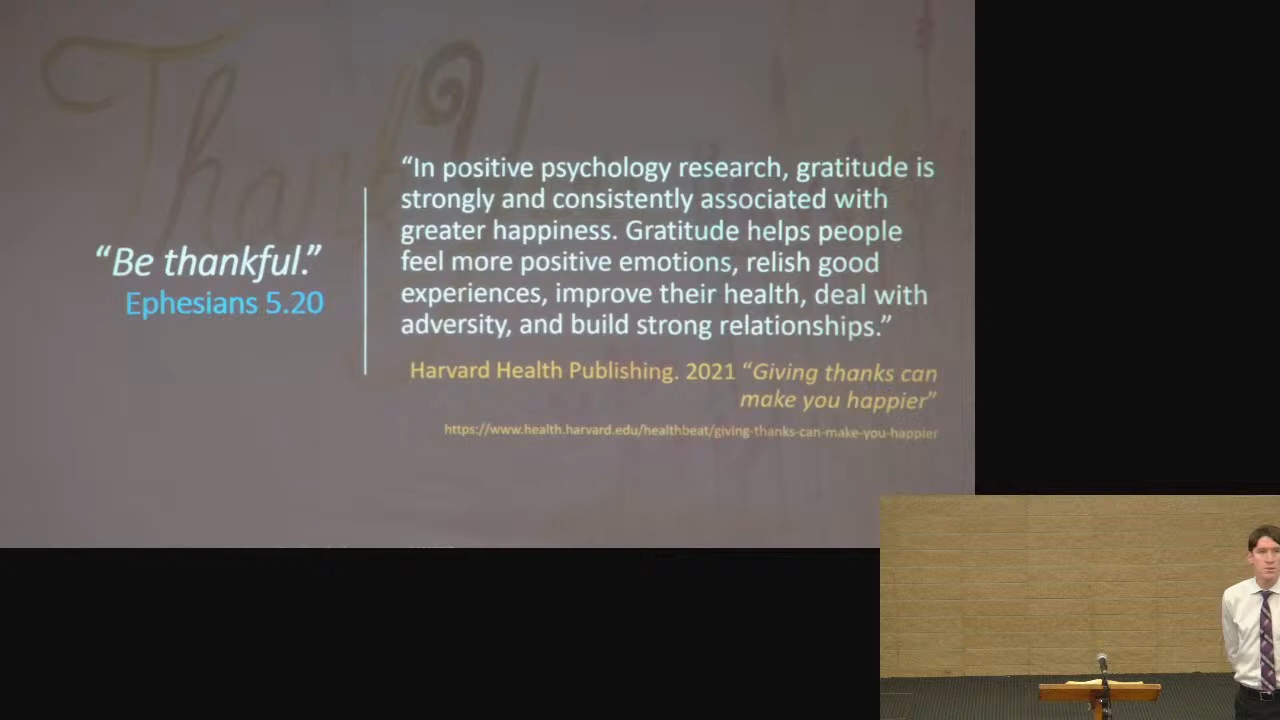 Thank
"Be thankful."
Ephesians 5.20
“In positive psychology research, gratitude is
strongly and consistently associated with
greater happiness. Gratitude helps people
feel more positive emotions, relish good
experiences, improve their health, deal with
adversity, and build strong relationships.”
Harvard Health Publishing. 2021 “Giving thanks can
make you happier”
https://www.health.harvard.edu/healthbeat/giving-thanks-can-make-you-happier